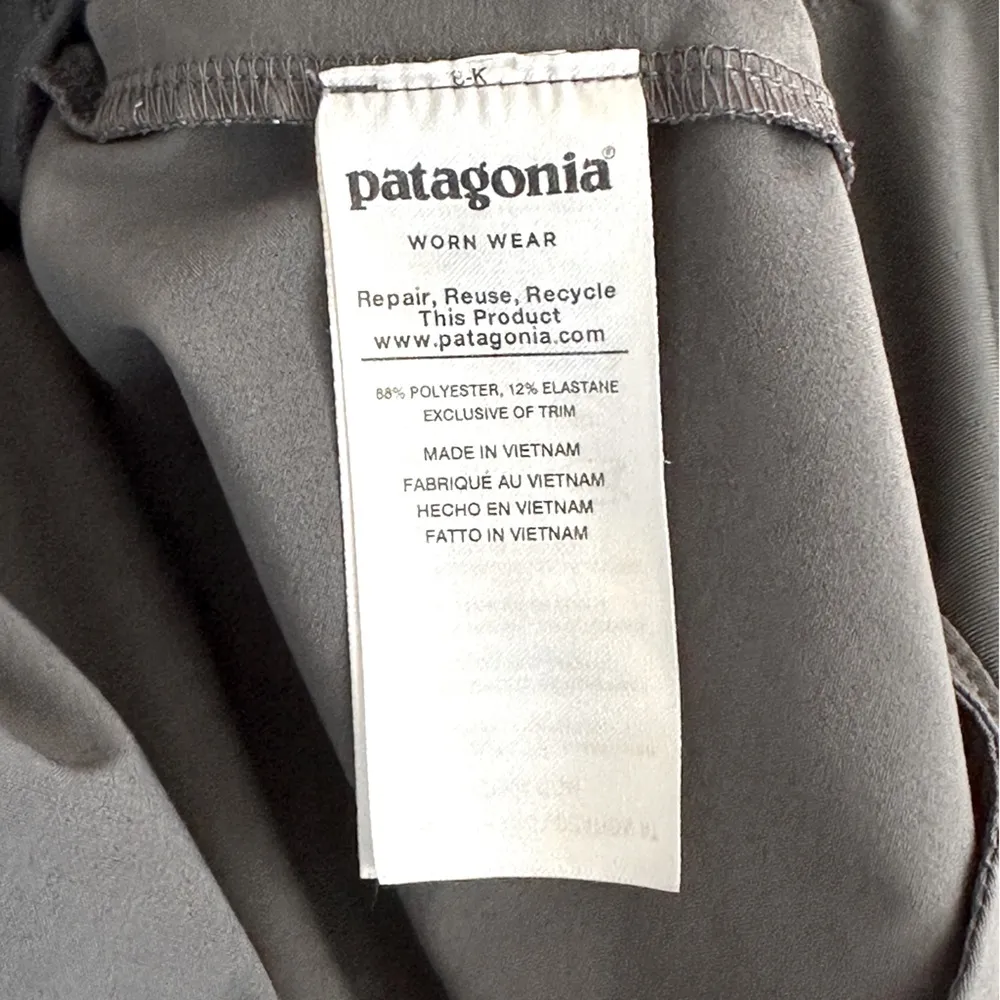 patagonia®
WORN WEAR
Repair, Reuse, Recycle
This Product
www.patagonia.com
88% POLYESTER, 12% ELASTANE
EXCLUSIVE OF TRIM
MADE IN VIETNAM
FABRIQUÉ AU VIETNAM
HECHO EN VIETNAM
FATTO IN VIETNAM